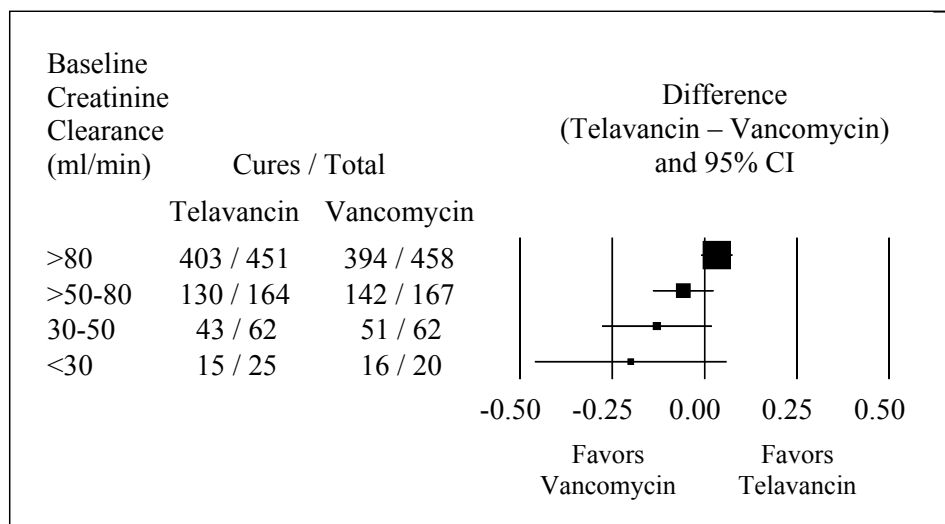 Baseline
Creatinine
Clearance
(ml/min)
Cures / Total
Difference
(Telavancin – Vancomycin)
and 95% CI
Telavancin Vancomycin
>80 403 / 451 394 / 458
>50-80 130 / 164 142 / 167
30-50 43 / 62 51 / 62
<30 15 / 25 16 / 20
-0.50 -0.25 0.00 0.25 0.50
Favors Favors
Vancomycin Telavancin